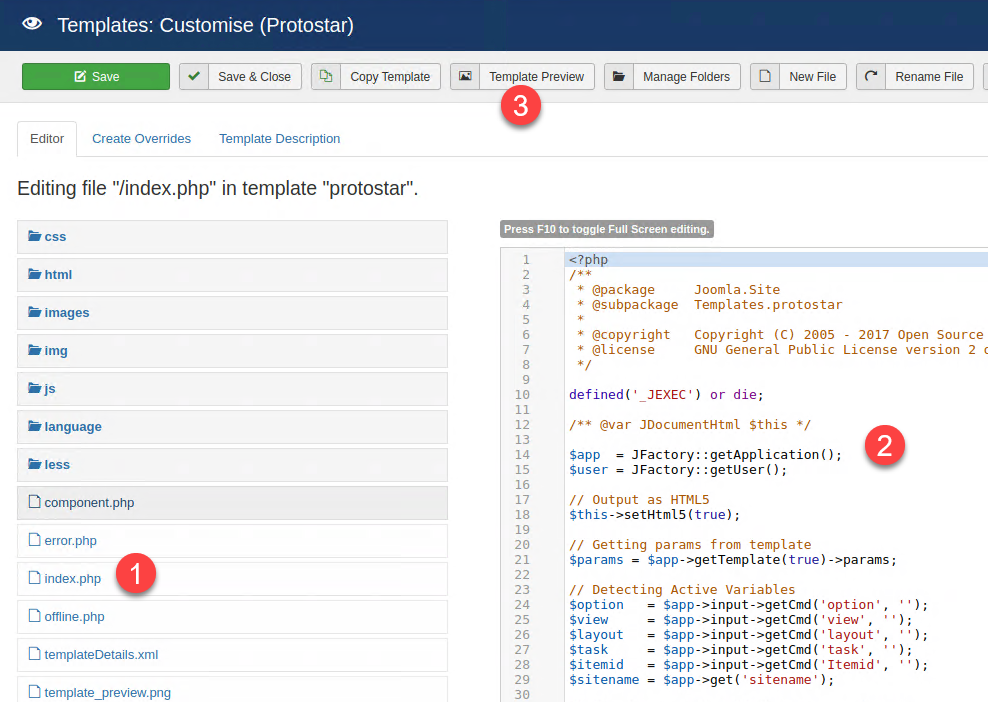 Templates: Customise (Protostar)
Save
Save & Close
Copy Template
Template Preview
Manage Folders
New File
Rename File
3
Editor
Create Overrides
Template Description
Editing file "/index.php" in template "protostar".
css
html
images
img
js
language
less
component.php
error.php
index.php
1
offline.php
templateDetails.xml
template_preview.png
Press F10 to toggle Full Screen editing.
1 <?php
2 /**
3  * @package     Joomla.Site
4  * @subpackage  Templates.protostar
5  *
6  * @copyright   Copyright (C) 2005 - 2017 Open Source
7  * @license     GNU General Public License version 2
8  */
9
10 defined('_JEXEC') or die;
11
12 /** @var JDocumentHtml $this */
13
2
14 $app  = JFactory::getApplication();
15 $user = JFactory::getUser();
16
17 // Output as HTML5
18 $this->setHtml5(true);
19
20 // Getting params from template
21 $params = $app->getTemplate(true)->params;
22
23 // Detecting Active Variables
24 $option   = $app->input->getCmd('option', '');
25 $view     = $app->input->getCmd('view', '');
26 $layout   = $app->input->getCmd('layout', '');
27 $task     = $app->input->getCmd('task', '');
28 $itemid   = $app->input->getCmd('Itemid', '');
29 $sitename = $app->get('sitename');
30